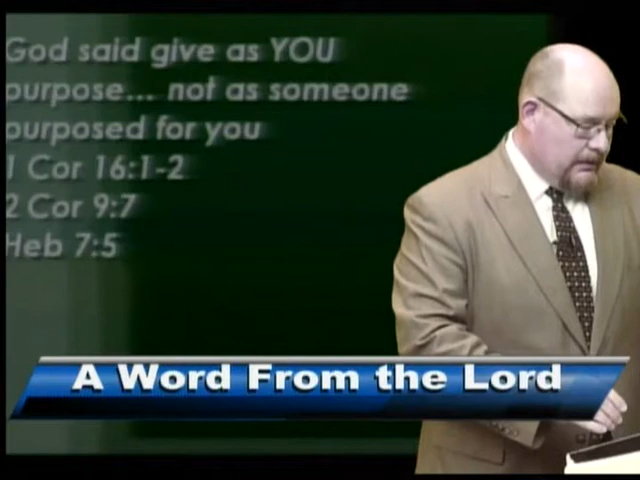 God said give as YOU
purpose... not as someone
purposed for you
1 Cor 16:1-2
2 Cor 9:7
Heb 7:5
A Word From the Lord